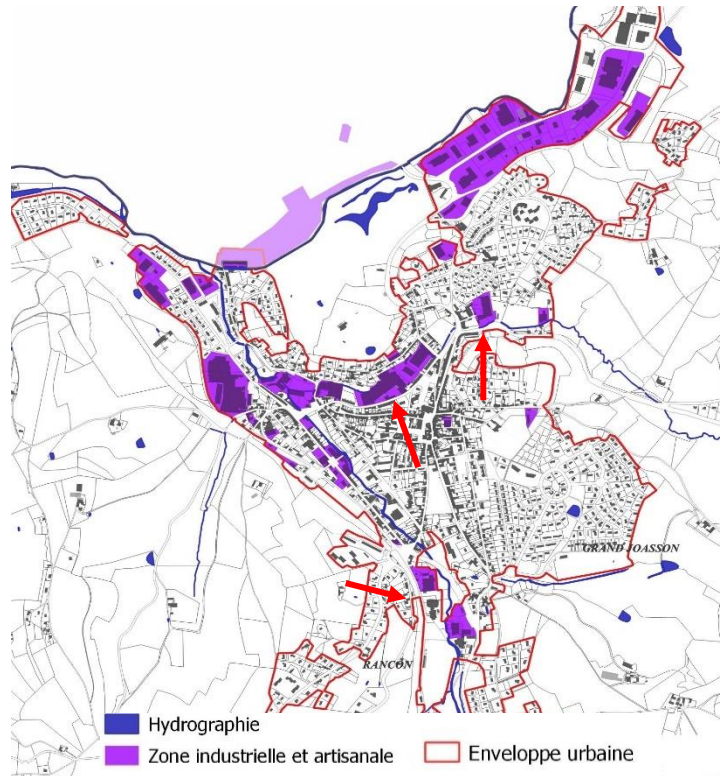 GRAND JOASSON
RANCON
Hydrographie
Zone industrielle et artisanale
Enveloppe urbaine